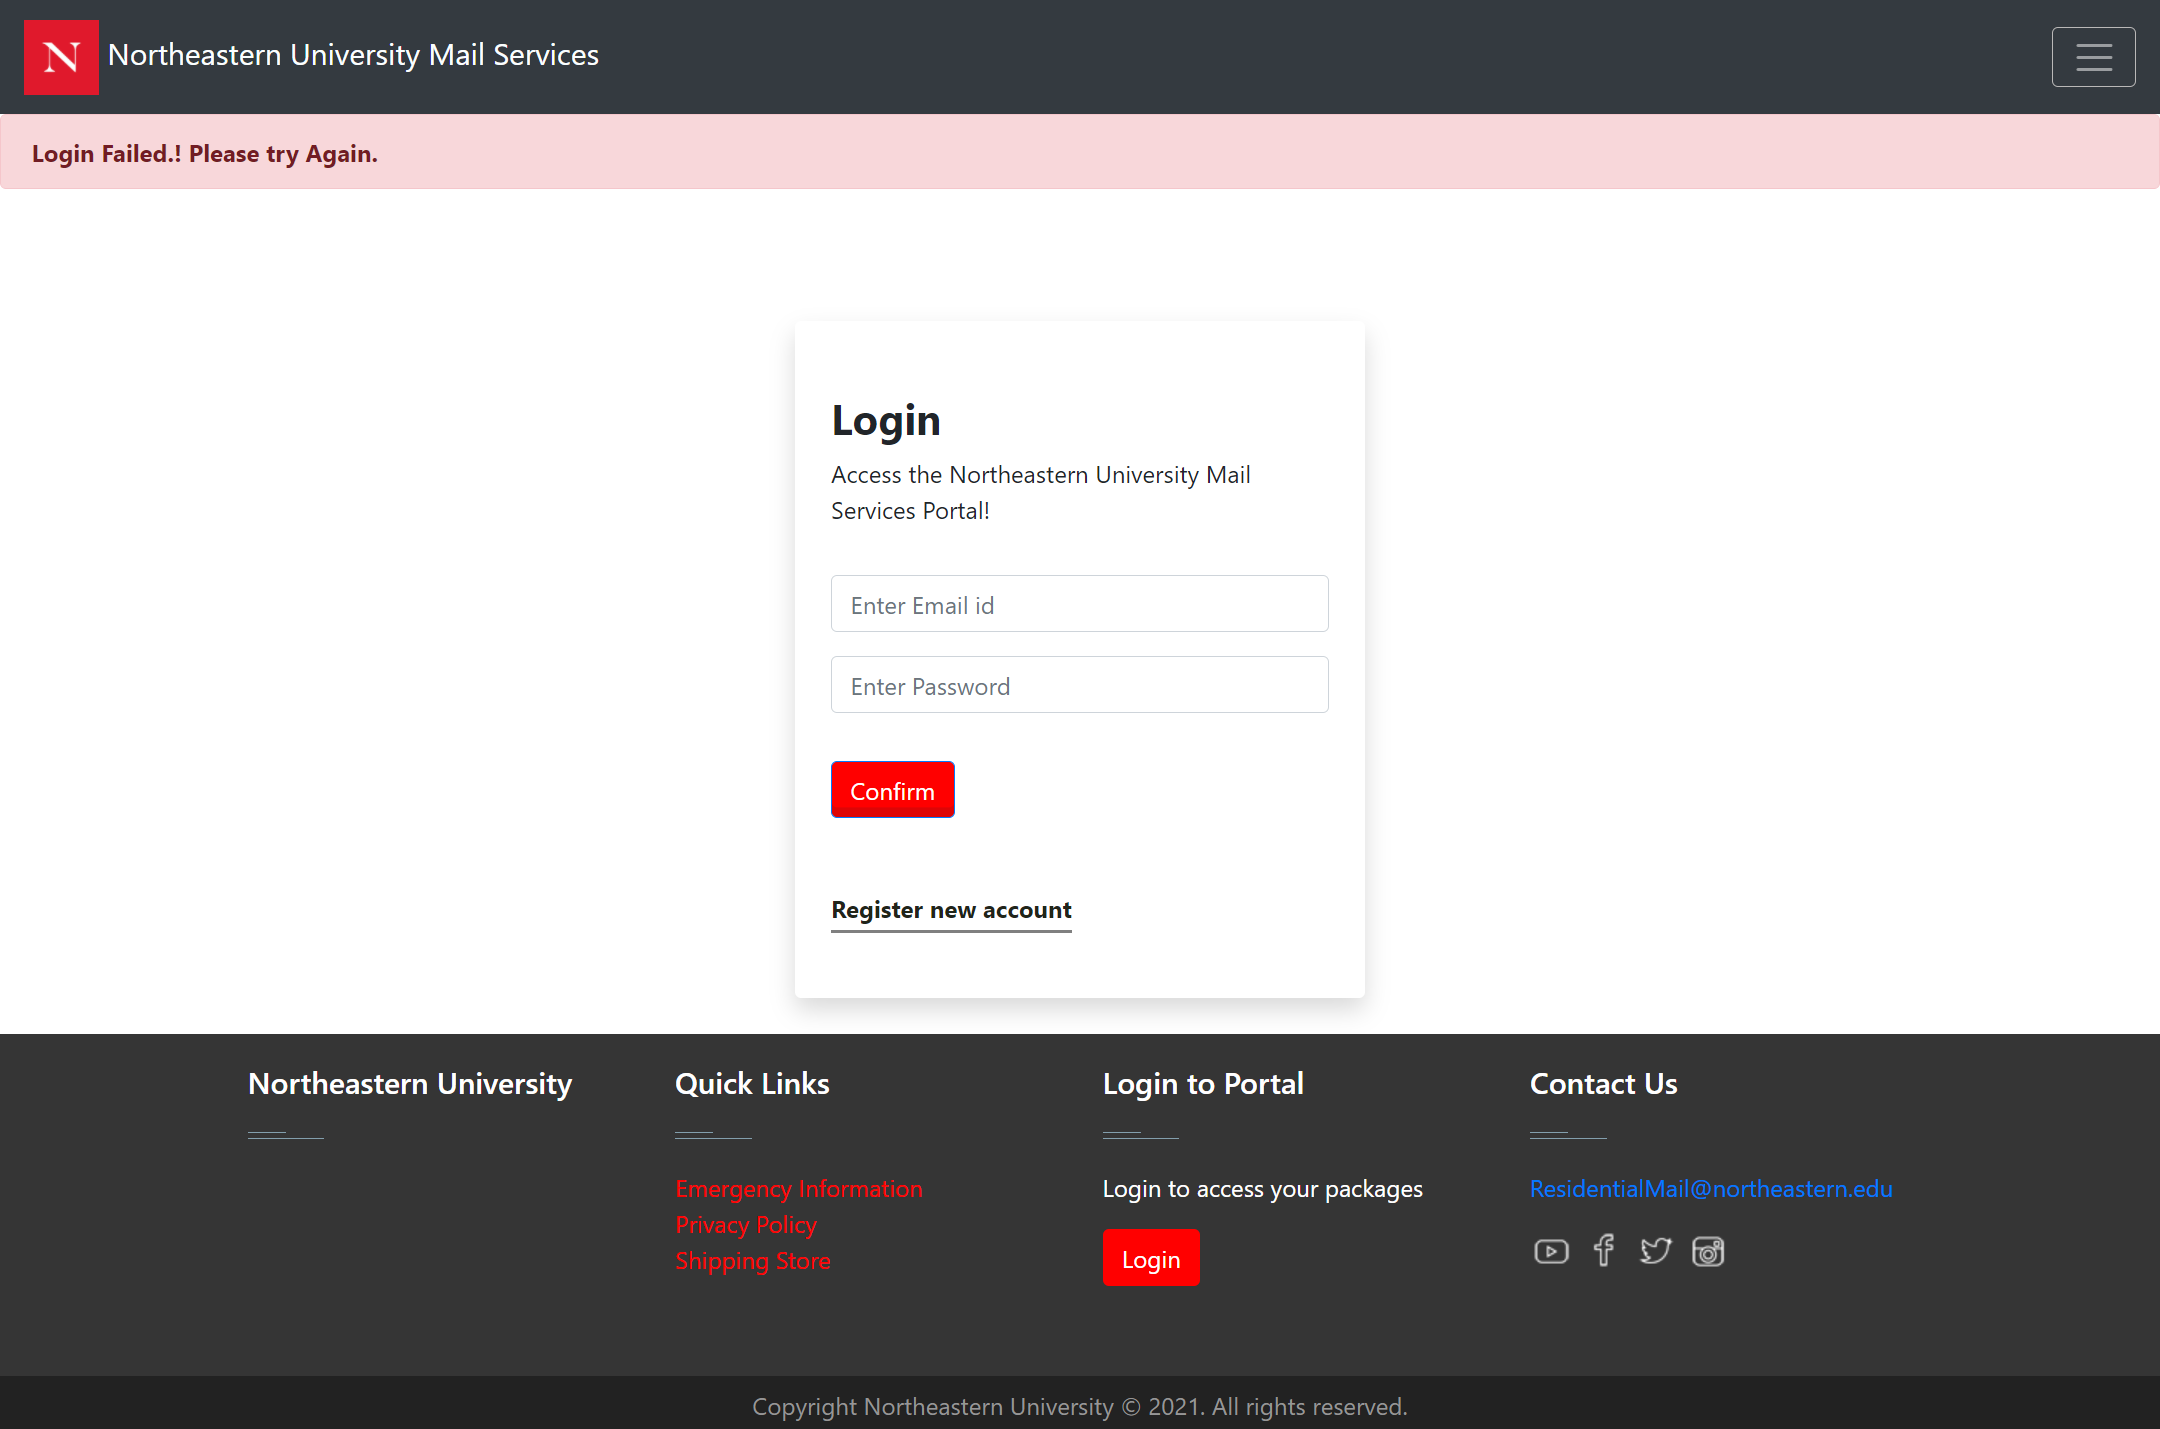 N Northeastern University Mail Services
Login Failed.! Please try Again.
Login
Access the Northeastern University Mail
Services Portal!
Enter Email id
Enter Password
Confirm
Register new account
Northeastern University
Quick Links
Emergency Information
Privacy Policy
Shipping Store
Login to Portal
Login to access your packages
Login
Contact Us
ResidentialMail@northeastern.edu
Copyright Northeastern University © 2021. All rights reserved.